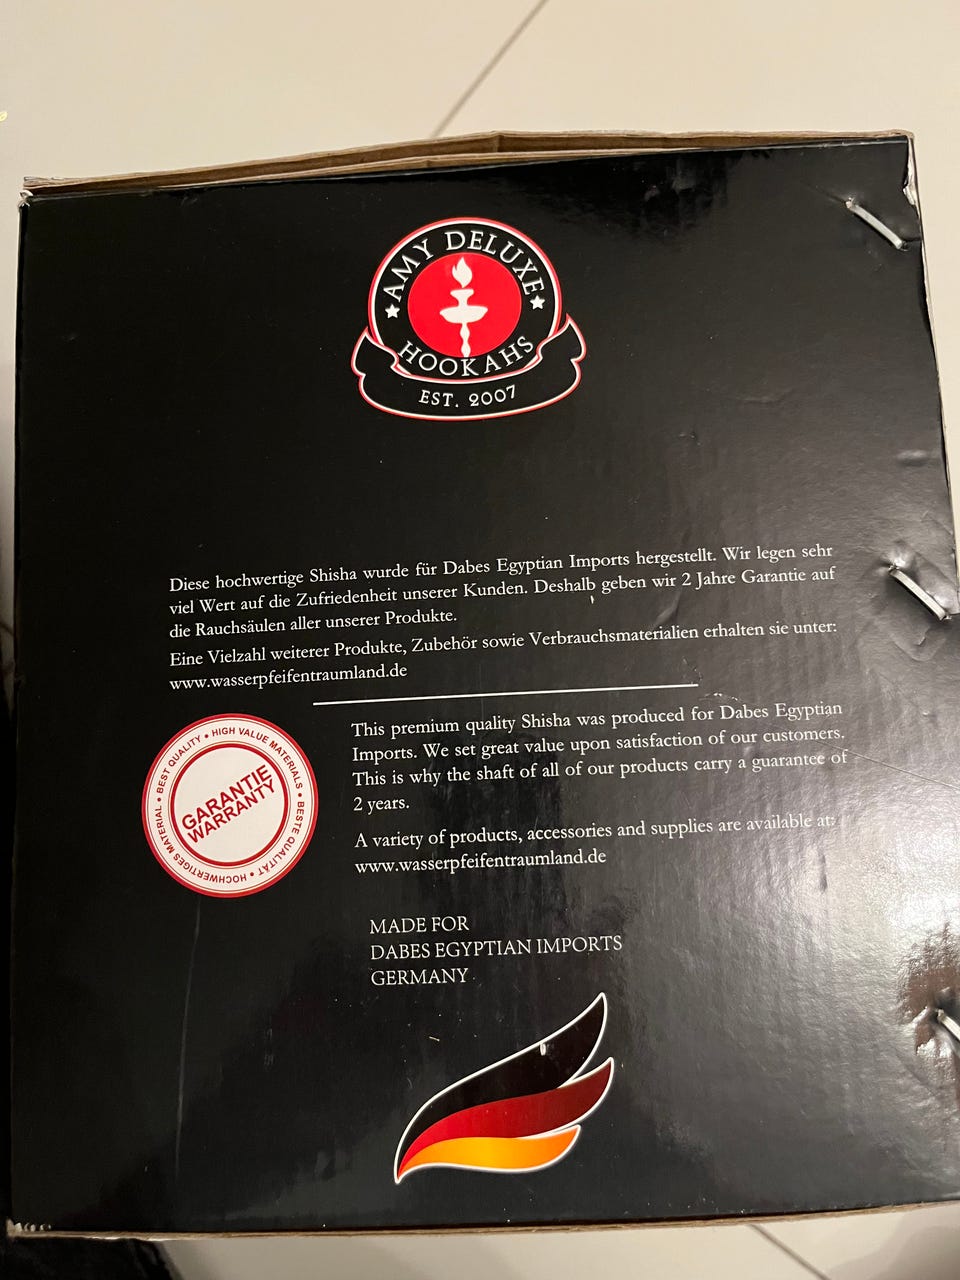 AMY DELUXE
HOOKAHS
EST. 2007
Diese hochwertige Shisha wurde für Dabes Egyptian Imports hergestellt. Wir legen sehr
viel Wert auf die Zufriedenheit unserer Kunden. Deshalb geben wir 2 Jahre Garantie auf
die Rauchsäulen aller unserer Produkte.
Eine Vielzahl weiterer Produkte, Zubehör sowie Verbrauchsmaterialien erhalten sie unter:
www.wasserpfeifentraumland.de
This premium quality Shisha was produced for Dabes Egyptian
Imports. We set great value upon satisfaction of our customers.
This is why the shaft of all of our products carry a guarantee of
2 years.
A variety of products, accessories and supplies are available at:
www.wasserpfeifentraumland.de
• BEST QUALITY • HIGH VALUE MATERIALS • BESTE QUALITÄT • HOCHWERTIGES MATERIAL
GARANTIE
WARRANTY
MADE FOR
DABES EGYPTIAN IMPORTS
GERMANY